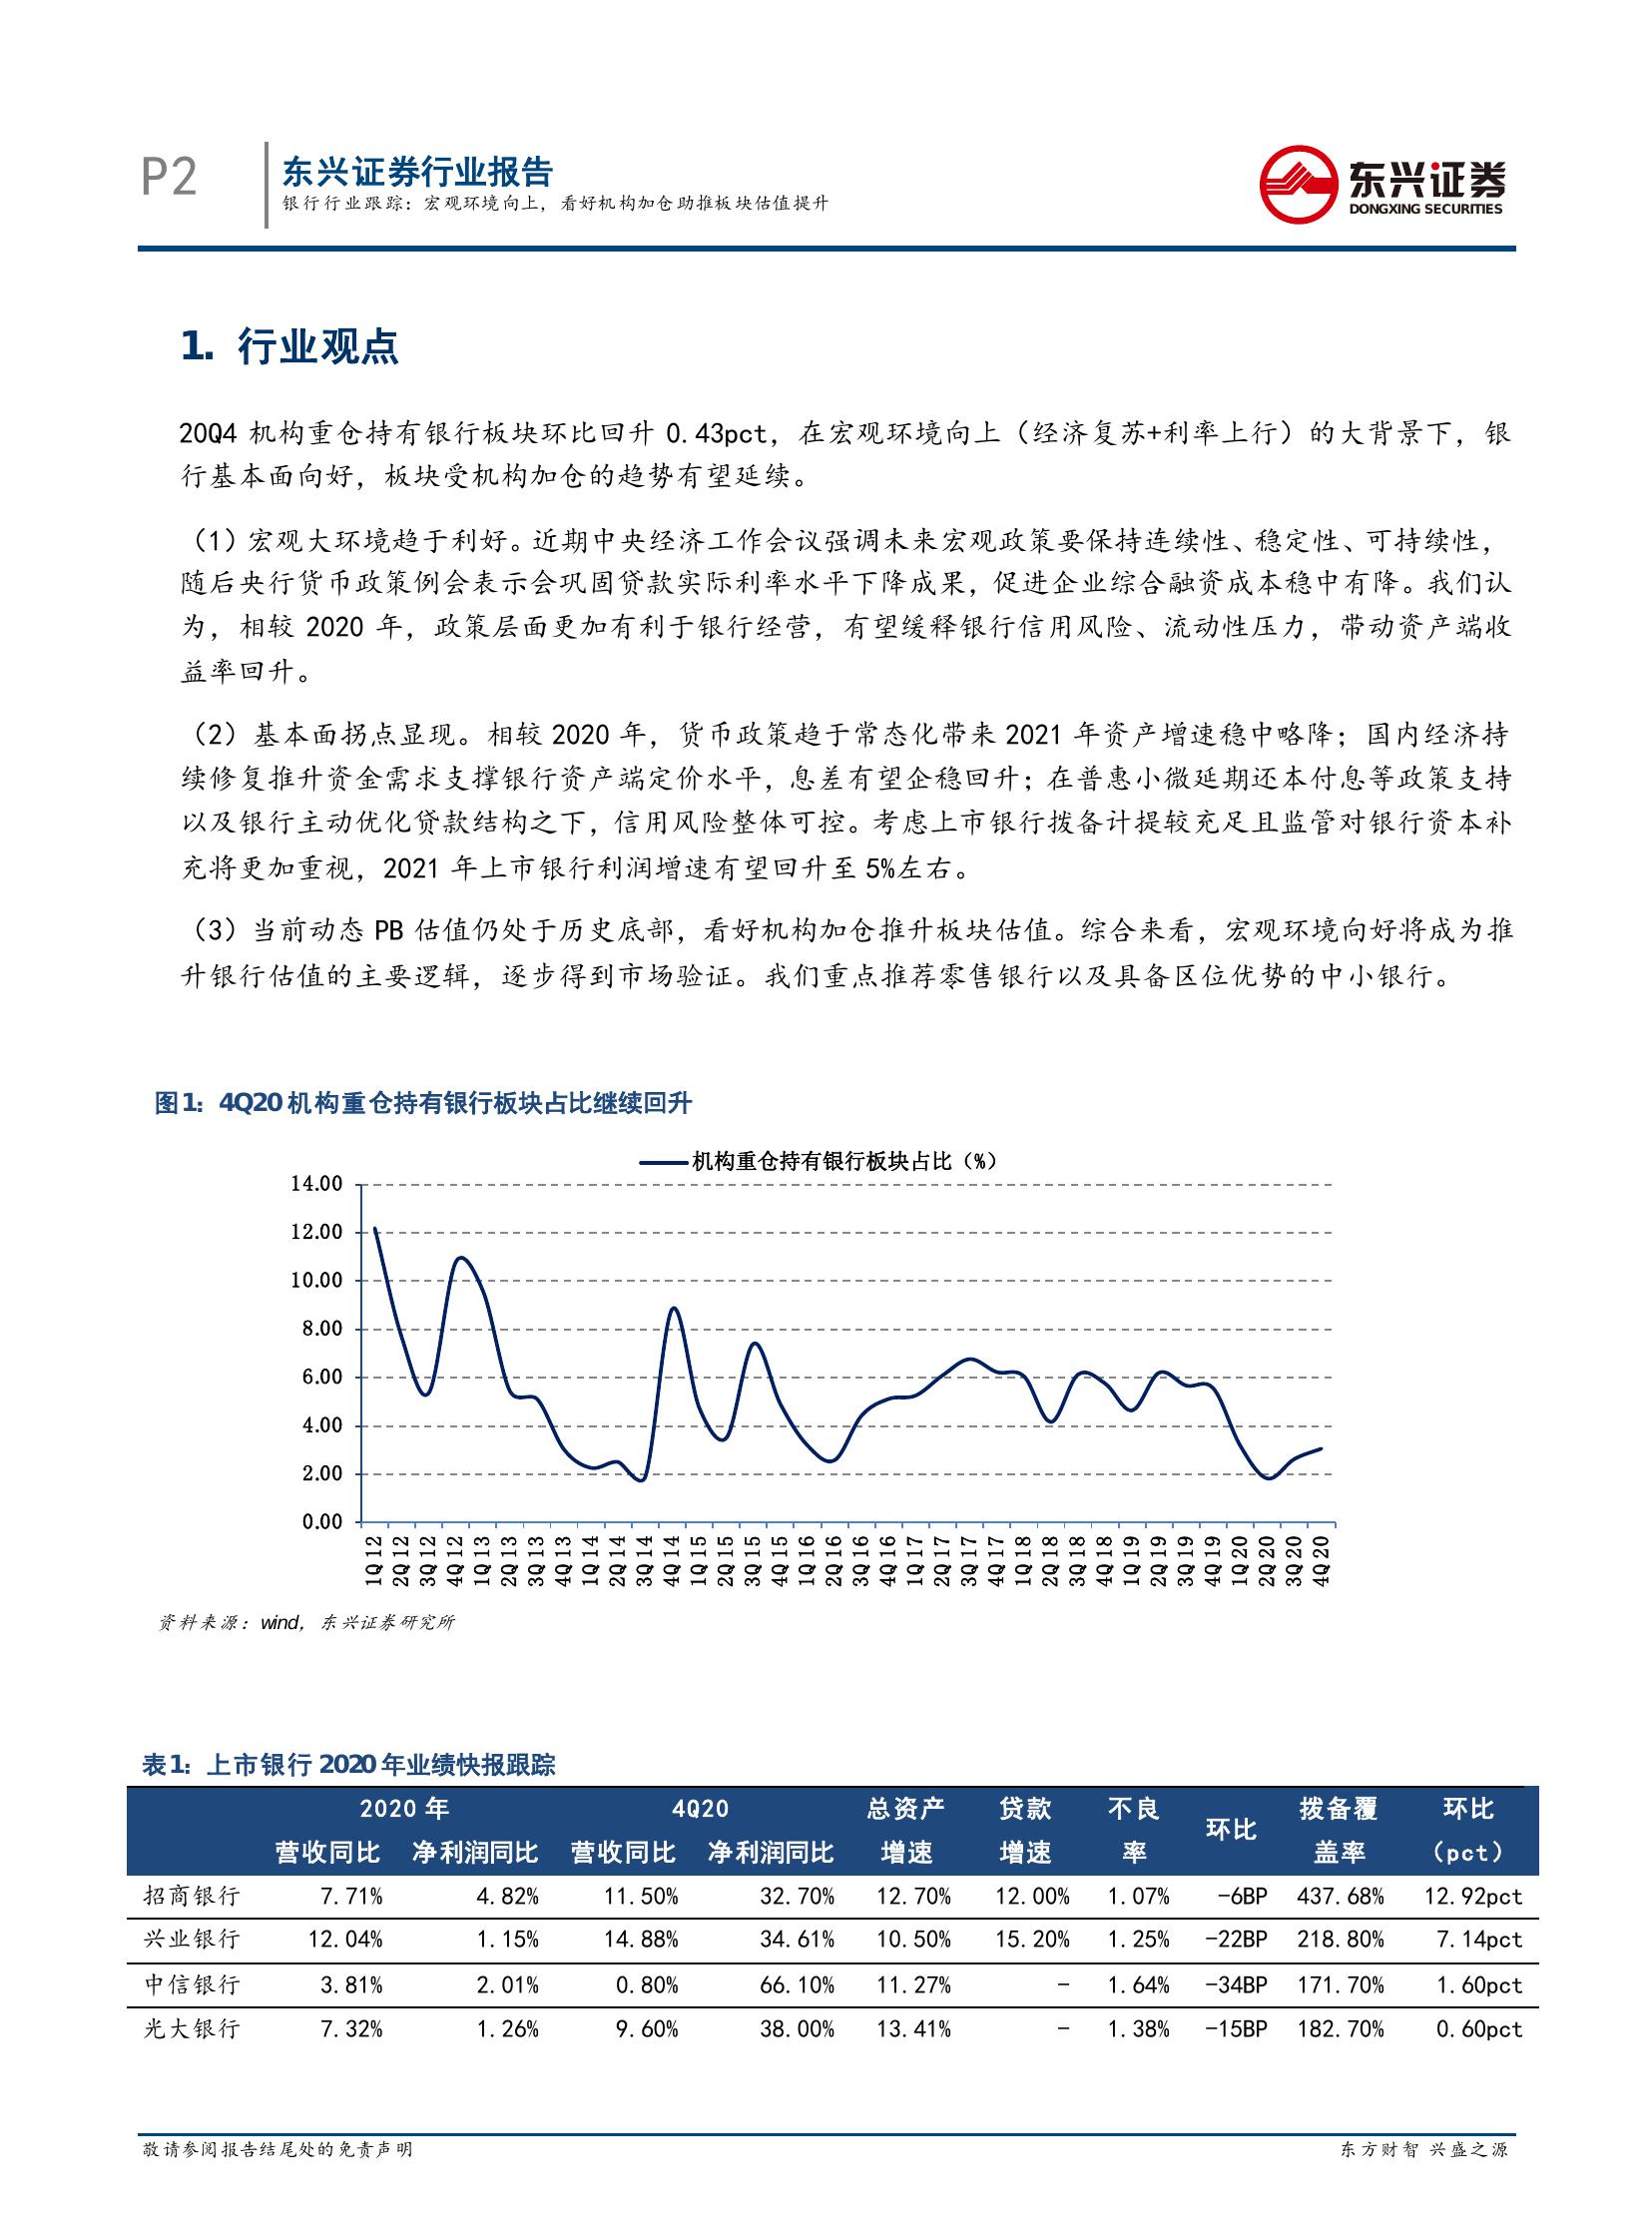 P2
东兴证券行业报告
银行行业跟踪：宏观环境向上，看好机构加仓助推板块估值提升
东兴证券
DONGXING SECURITIES
1. 行业观点
20Q4 机构重仓持有银行板块环比回升 0.43pct，在宏观环境向上（经济复苏+利率上行）的大背景下，银
行基本面向好，板块受机构加仓的趋势有望延续。
（1）宏观大环境趋于利好。近期中央经济工作会议强调未来宏观政策要保持连续性、稳定性、可持续性，
随后央行货币政策例会表示会巩固贷款实际利率水平下降成果，促进企业综合融资成本稳中有降。我们认
为，相较 2020 年，政策层面更加有利于银行经营，有望缓释银行信用风险、流动性压力，带动资产端收
益率回升。
（2）基本面拐点显现。相较 2020 年，货币政策趋于常态化带来 2021 年资产增速稳中略降；国内经济持
续修复推升资金需求支撑银行资产端定价水平，息差有望企稳回升；在普惠小微延期还本付息等政策支持
以及银行主动优化贷款结构之下，信用风险整体可控。考虑上市银行拨备计提较充足且监管对银行资本补
充将更加重视，2021 年上市银行利润增速有望回升至 5%左右。
（3）当前动态 PB 估值仍处于历史底部，看好机构加仓推升板块估值。综合来看，宏观环境向好将成为推
升银行估值的主要逻辑，逐步得到市场验证。我们重点推荐零售银行以及具备区位优势的中小银行。
图1：4Q20 机构重仓持有银行板块占比继续回升
机构重仓持有银行板块占比（%）
14.00
12.00
10.00
8.00
6.00
4.00
2.00
0.00
1Q12 2Q12 3Q12 4Q12 1Q13 2Q13 3Q13 4Q13 1Q14 2Q14 3Q14 4Q14 1Q15 2Q15 3Q15 4Q15 1Q16 2Q16 3Q16 4Q16 1Q17 2Q17 3Q17 4Q17 1Q18 2Q18 3Q18 4Q18 1Q19 2Q19 3Q19 4Q19 1Q20 2Q20 3Q20 4Q20
资料来源：wind，东兴证券研究所
表1：上市银行 2020 年业绩快报跟踪
2020 年 4Q20 总资产 贷款 不良 环比 拨备覆 环比
营收同比 净利润同比 营收同比 净利润同比 增速 增速 率 盖率 （pct）
招商银行 7.71% 4.82% 11.50% 32.70% 12.70% 12.00% 1.07% -6BP 437.68% 12.92pct
兴业银行 12.04% 1.15% 14.88% 34.61% 10.50% 15.20% 1.25% -22BP 218.80% 7.14pct
中信银行 3.81% 2.01% 0.80% 66.10% 11.27% - 1.64% -34BP 171.70% 1.60pct
光大银行 7.32% 1.26% 9.60% 38.00% 13.41% - 1.38% -15BP 182.70% 0.60pct
敬请参阅报告结尾处的免责声明
东方财智 兴盛之源